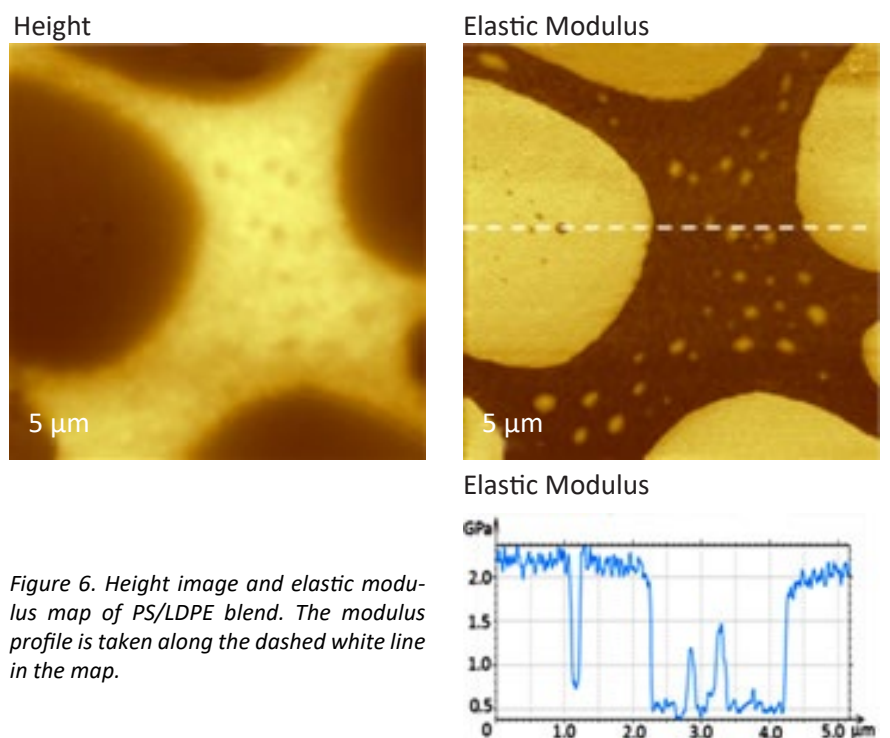 Height
Elastic Modulus
5 µm
5 µm
Elastic Modulus
GPa
2.0
1.5
1.0
0.5
0
1.0
2.0
3.0
4.0
5.0
µm
Figure 6. Height image and elastic modu-
lus map of PS/LDPE blend. The modulus
profile is taken along the dashed white line
in the map.